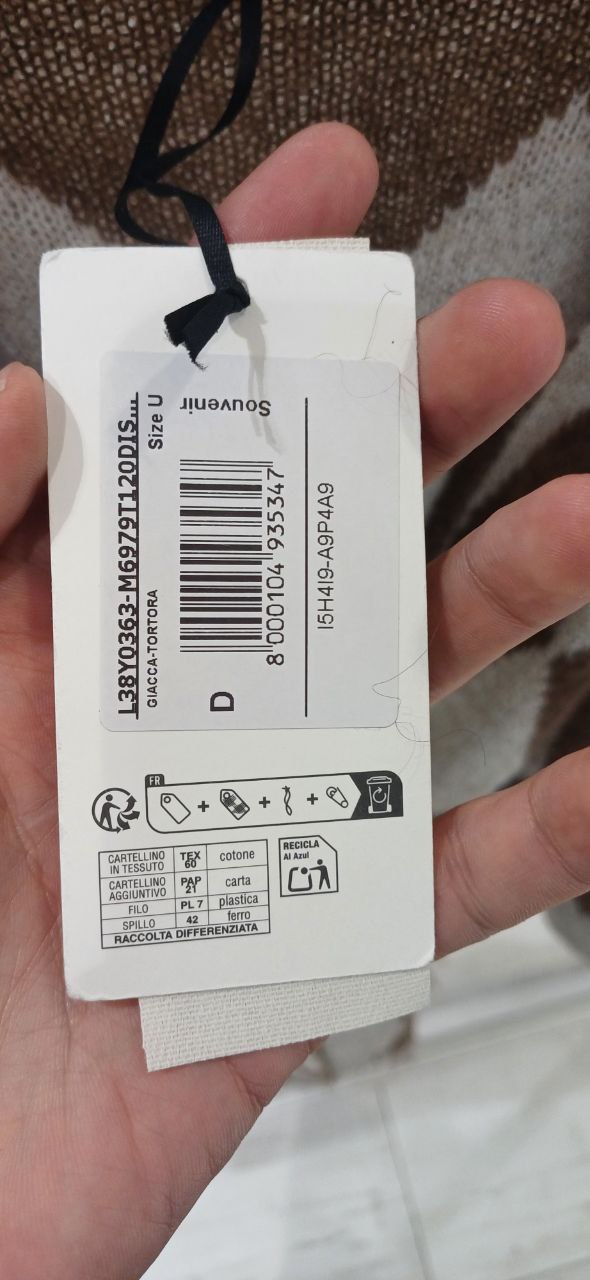 L38Y0363-M6979T120DIS...
Size U
GIACCA-TORTORA
Souvenir
D
8 000104 935347
I5H4I9-A9P4A9
FR
+ + +
CARTELLINO IN TESSUTO TEX 60 cotone
CARTELLINO AGGIUNTIVO PAP 21 carta
FILO PL 7 plastica
SPILLO 42 ferro
RACCOLTA DIFFERENZIATA
RECICLA
Al Azul